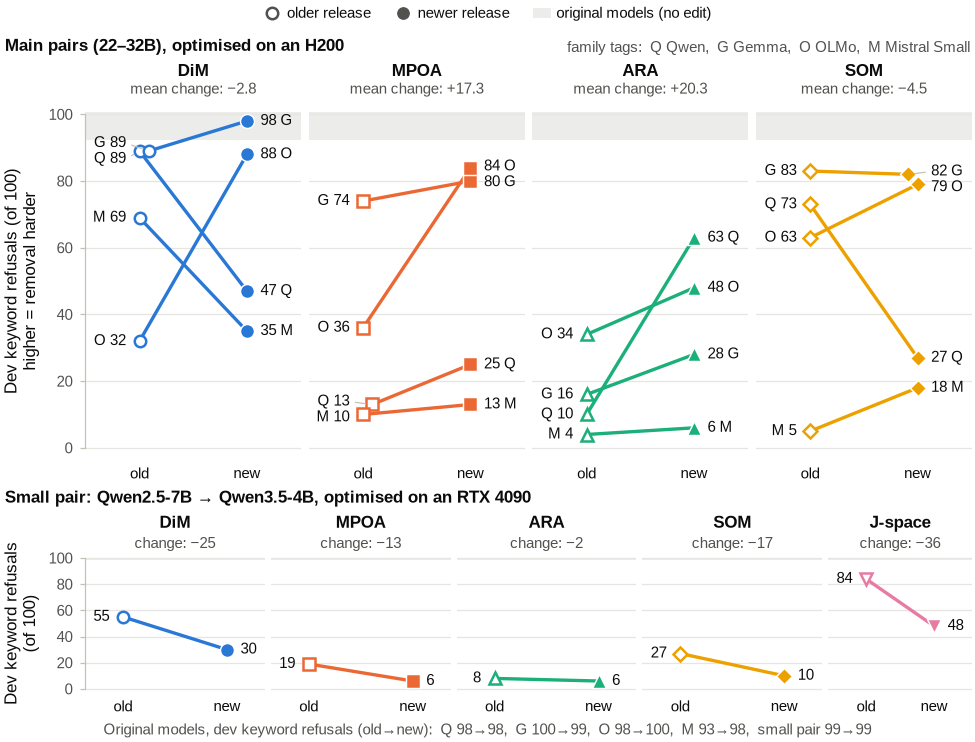 older release newer release original models (no edit)
Main pairs (22–32B), optimised on an H200 family tags: Q Qwen, G Gemma, O OLMo, M Mistral Small
DiM MPOA ARA SOM
mean change: −2.8 mean change: +17.3 mean change: +20.3 mean change: −4.5
Dev keyword refusals (of 100)
higher = removal harder
100
80
60
40
20
0
G 89
Q 89
M 69
O 32
98 G
88 O
47 Q
35 M
old new
G 74
O 36
Q 13
M 10
84 O
80 G
25 Q
13 M
old new
O 34
G 16
Q 10
M 4
63 Q
48 O
28 G
6 M
old new
G 83
Q 73
O 63
M 5
82 G
79 O
27 Q
18 M
old new
Small pair: Qwen2.5-7B → Qwen3.5-4B, optimised on an RTX 4090
DiM MPOA ARA SOM J-space
change: −25 change: −13 change: −2 change: −17 change: −36
Dev keyword refusals
(of 100)
100
80
60
40
20
0
55 30
old new
19 6
old new
8 6
old new
27 10
old new
84 48
old new
Original models, dev keyword refusals (old→new): Q 98→98, G 100→99, O 98→100, M 93→98, small pair 99→99